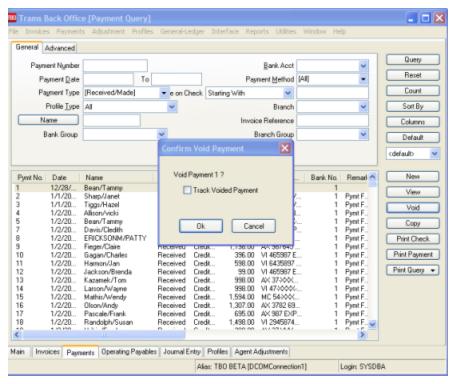 Trams Back Office [Payment Query]
File Invoices Payments Adjustment Profiles General-Ledger Interface Reports Utilities Window Help
General Advanced
Payment Number Bank Acct
Payment Date To Payment Method [All]
Payment Type [Received/Made] e on Check Starting With
Profile Type All Branch
Name Invoice Reference
Bank Group Branch Group
Query
Reset
Count
Sort By
Columns
Default
<default>
New
View
Void
Copy
Print Check
Print Payment
Print Query
Confirm Void Payment
Void Payment 1 ?
Track Voided Payment
Ok Cancel
Pymt No. Date Name Bank No. Remark
1 12/28/... Bean/Tammy 1
2 1/1/20... Sharp/Janet 1 Pymt F...
3 1/1/20... Tiggs/Hazel 1 Pymt F...
4 1/2/20... Allison/vicki 1 Pymt F...
5 1/2/20... Bean/Tammy 1 Pymt F...
7 1/2/20... Davis/Cledith 1 Pymt F...
8 1/2/20... ERICKSONM/PATTY 1 Pymt F...
9 1/2/20... Fieger/Claire Received Credit... 1,196.00 AX 987645 1 Pymt F...
10 1/2/20... Gagan/Charles Received Credit... 396.00 VI 465987 E... 1 Pymt F...
11 1/2/20... Harrison/Jan Received Credit... 598.00 VI 6435897... 1 Pymt F...
12 1/2/20... Jackson/Brenda Received Credit... 99.00 VI 465987 E... 1 Pymt F...
13 1/2/20... Kazamek/Tom Received Credit... 998.00 AX 37XXX... 1 Pymt F...
14 1/2/20... Larson/Wayne Received Credit... 998.00 VI 47XXXX... 1 Pymt F...
15 1/2/20... Mathis/Wendy Received Credit... 1,594.00 MC 54XXX... 1 Pymt F...
16 1/2/20... Olson/Andy Received Credit... 1,307.00 AX 3782 69... 1 Pymt F...
17 1/2/20... Pascale/Frank Received Credit... 695.00 AX 987 EXP... 1 Pymt F...
18 1/2/20... Randolph/Susan Received Credit... 1,498.00 VI 2945874... 1 Pymt F...
Main Invoices Payments Operating Payables Journal Entry Profiles Agent Adjustments
Alias: TBO BETA [DCOMConnection1] Login: SYSDBA